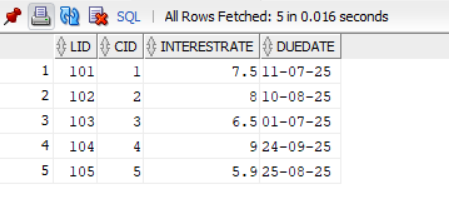 SQL | All Rows Fetched: 5 in 0.016 seconds
LID CID INTERESTRATE DUEDATE
1 101 1 7.5 11-07-25
2 102 2 8 10-08-25
3 103 3 6.5 01-07-25
4 104 4 9 24-09-25
5 105 5 5.9 25-08-25